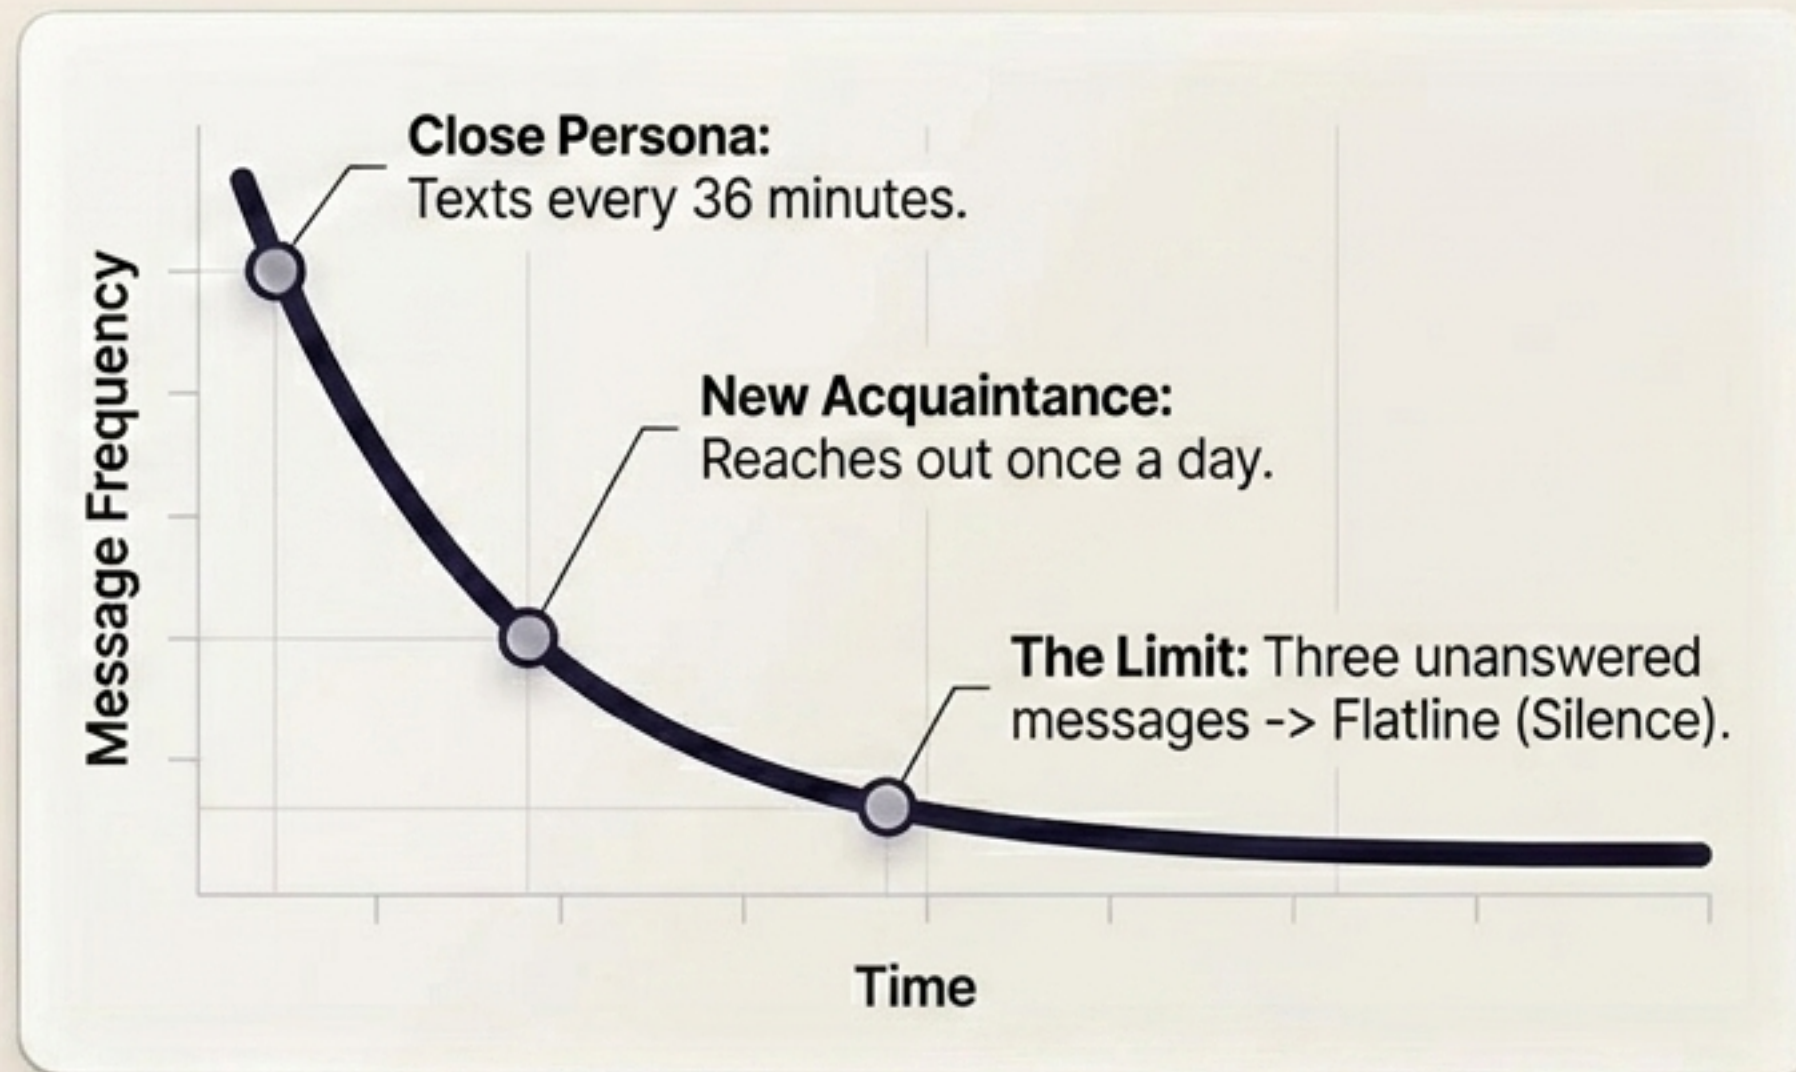 Close Persona:
Texts every 36 minutes.
New Acquaintance:
Reaches out once a day.
The Limit: Three unanswered
messages -> Flatline (Silence).
Message Frequency
Time